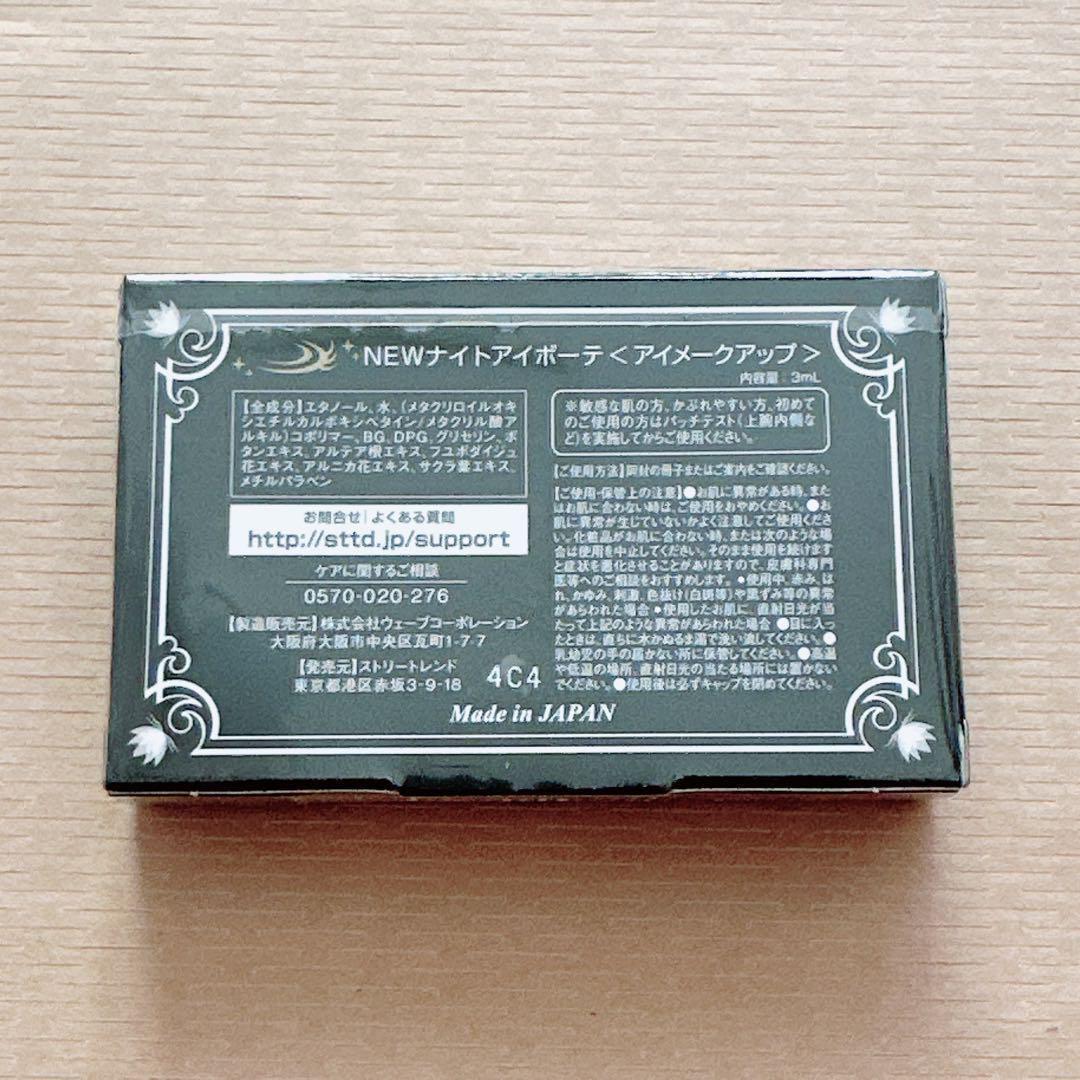 NEWナイトアイボーテ＜アイメークアップ＞
内容量：3mL
【全成分】エタノール、水、（メタクリロイルオキ
シエチルカルボキシベタイン/メタクリル酸ア
ルキル）コポリマー、BG、DPG、グリセリン、ボ
タンエキス、アルテア根エキス、フユボダイジュ
花エキス、アルニカ花エキス、サクラ葉エキス、
メチルパラベン
お問合せ｜よくある質問
http://sttd.jp/support
ケアに関するご相談
0570-020-276
【製造販売元】株式会社ウェーブコーポレーション
大阪府大阪市中央区瓦町1-7-7
【発売元】ストリートレンド
東京都港区赤坂3-9-18
4C4
Made in JAPAN
※敏感な肌の方、かぶれやすい方、初めて
のご使用の方はパッチテスト（上腕内側な
ど）を実施してからご使用ください。
【ご使用方法】同封の冊子またはご案内をご確認ください。
【ご使用・保管上の注意】●お肌に異常がある時、また
はお肌に合わない時は、ご使用をおやめください。●お
肌に異常が生じていないかよく注意してご使用くださ
い。化粧品がお肌に合わない時、または次のような場
合は使用を中止してください。そのまま使用を続けます
と症状を悪化させることがありますので、皮膚科専門
医等へのご相談をおすすめします。●使用中、赤み、は
れ、かゆみ、刺激、色抜け（白斑等）や黒ずみ等の異常
があらわれた場合●使用したお肌に、直射日光が当
たって上記のような異常があらわれた場合●目に入っ
たときは、直ちに水かぬるま湯で洗い流してください。●
乳幼児の手の届かない所に保管してください。●高温
や低温の場所、直射日光の当たる場所には置かない
でください。●使用後は必ずキャップを閉めてください。